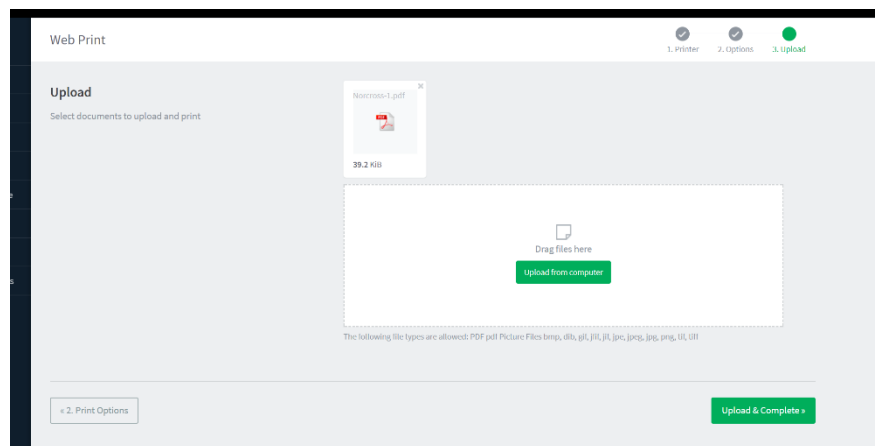 Web Print
1. Printer
2. Options
3. Upload
Upload
Select documents to upload and print
Norcross-1.pdf
39.2 KiB
Drag files here
Upload from computer
The following file types are allowed: PDF pdf Picture Files bmp, dib, gif, jfif, jif, jpe, jpeg, jpg, png, tif, tiff
« 2. Print Options
Upload & Complete »